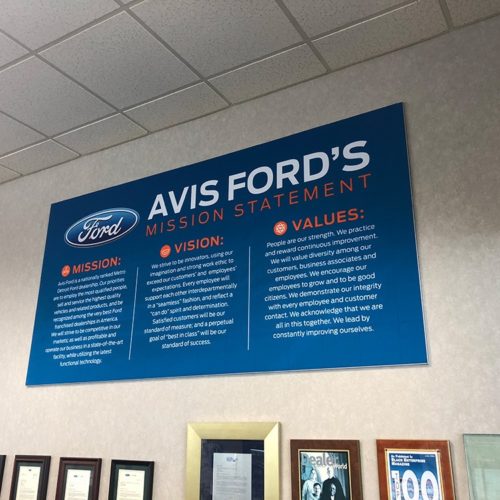 AVIS FORD'S
MISSION STATEMENT
Ford
MISSION:
Avis Ford is a nationally ranked Metro
Detroit Ford dealership. Our priorities
are to employ the most qualified people,
sell and service the highest quality
vehicles and related products, and be
recognized among the very best Ford
franchised dealerships in America.
We will strive to be competitive in our
markets; as well as profitable and
operate our business in a state-of-the-art
facility, while utilizing the latest
functional technology.
VISION:
We strive to be innovators, using our
imagination and strong work ethic to
exceed our customers' and employees'
expectations. Every employee will
support each other interdepartmentally
in a "seamless" fashion, and reflect a
"can do" spirit and determination.
Satisfied customers will be our
standard of measure; and a perpetual
goal of "best in class" will be our
standard of success.
VALUES:
People are our strength. We practice
and reward continuous improvement.
We will value diversity among our
customers, business associates and
employees. We encourage our
employees to grow and to be good
citizens. We demonstrate our integrity
with every employee and customer
contact. We acknowledge that we are
all in this together. We lead by
constantly improving ourselves.
Dealer
World
BLACK ENTERPRISE
MAGAZINE
100